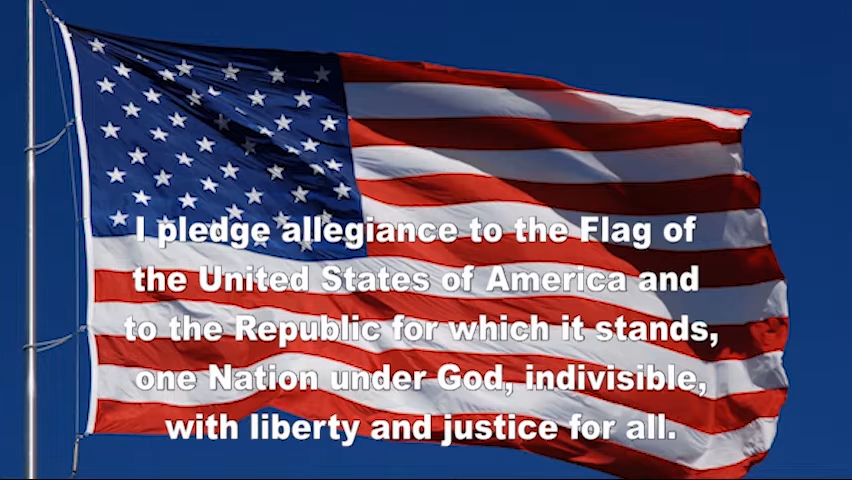 I pledge allegiance to the Flag of
the United States of America and
to the Republic for which it stands,
one Nation under God, indivisible,
with liberty and justice for all.